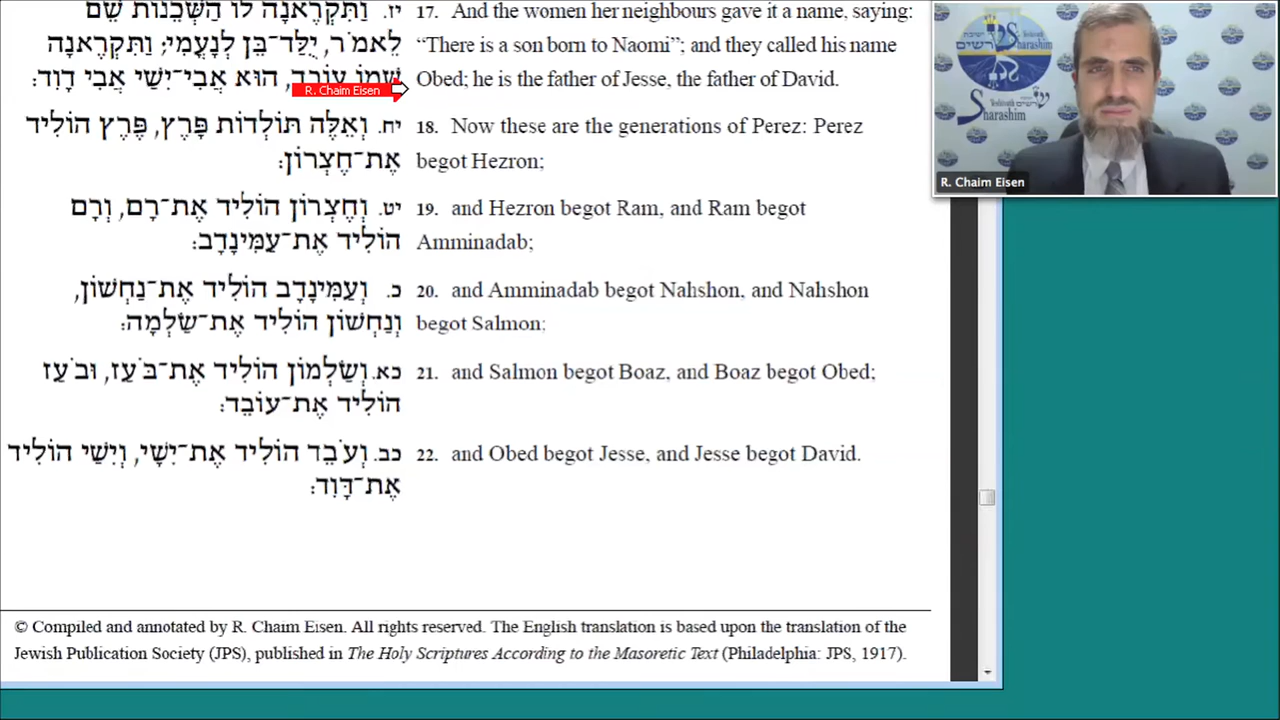 יז. וַתִּקְרֶאנָה לוֹ הַשְּׁכֵנוֹת שֵׁם
לֵאמֹר, יֻלַּד־בֵּן לְנָעֳמִי; וַתִּקְרֶאנָה
שְׁמוֹ עוֹבֵד, הוּא אֲבִי־יִשַׁי אֲבִי דָוִד:
R. Chaim Eisen
יח. וְאֵלֶּה תּוֹלְדוֹת פָּרֶץ, פֶּרֶץ הוֹלִיד
אֶת־חֶצְרוֹן:
יט. וְחֶצְרוֹן הוֹלִיד אֶת־רָם, וְרָם
הוֹלִיד אֶת־עַמִּינָדָב:
כ. וְעַמִּינָדָב הוֹלִיד אֶת־נַחְשׁוֹן,
וְנַחְשׁוֹן הוֹלִיד אֶת־שַׂלְמָה:
כא. וְשַׂלְמוֹן הוֹלִיד אֶת־בֹּעַז, וּבֹעַז
הוֹלִיד אֶת־עוֹבֵד:
כב. וְעֹבֵד הוֹלִיד אֶת־יִשָׁי, וְיִשַׁי הוֹלִיד
אֶת־דָּוִד:
17. And the women her neighbours gave it a name, saying:
“There is a son born to Naomi”; and they called his name
Obed; he is the father of Jesse, the father of David.
18. Now these are the generations of Perez: Perez
begot Hezron;
19. and Hezron begot Ram, and Ram begot
Amminadab;
20. and Amminadab begot Nahshon, and Nahshon
begot Salmon;
21. and Salmon begot Boaz, and Boaz begot Obed;
22. and Obed begot Jesse, and Jesse begot David.
© Compiled and annotated by R. Chaim Eisen. All rights reserved. The English translation is based upon the translation of the
Jewish Publication Society (JPS), published in The Holy Scriptures According to the Masoretic Text (Philadelphia: JPS, 1917).
ישיבת
שרשים
Yeshivath
Sharashim
R. Chaim Eisen